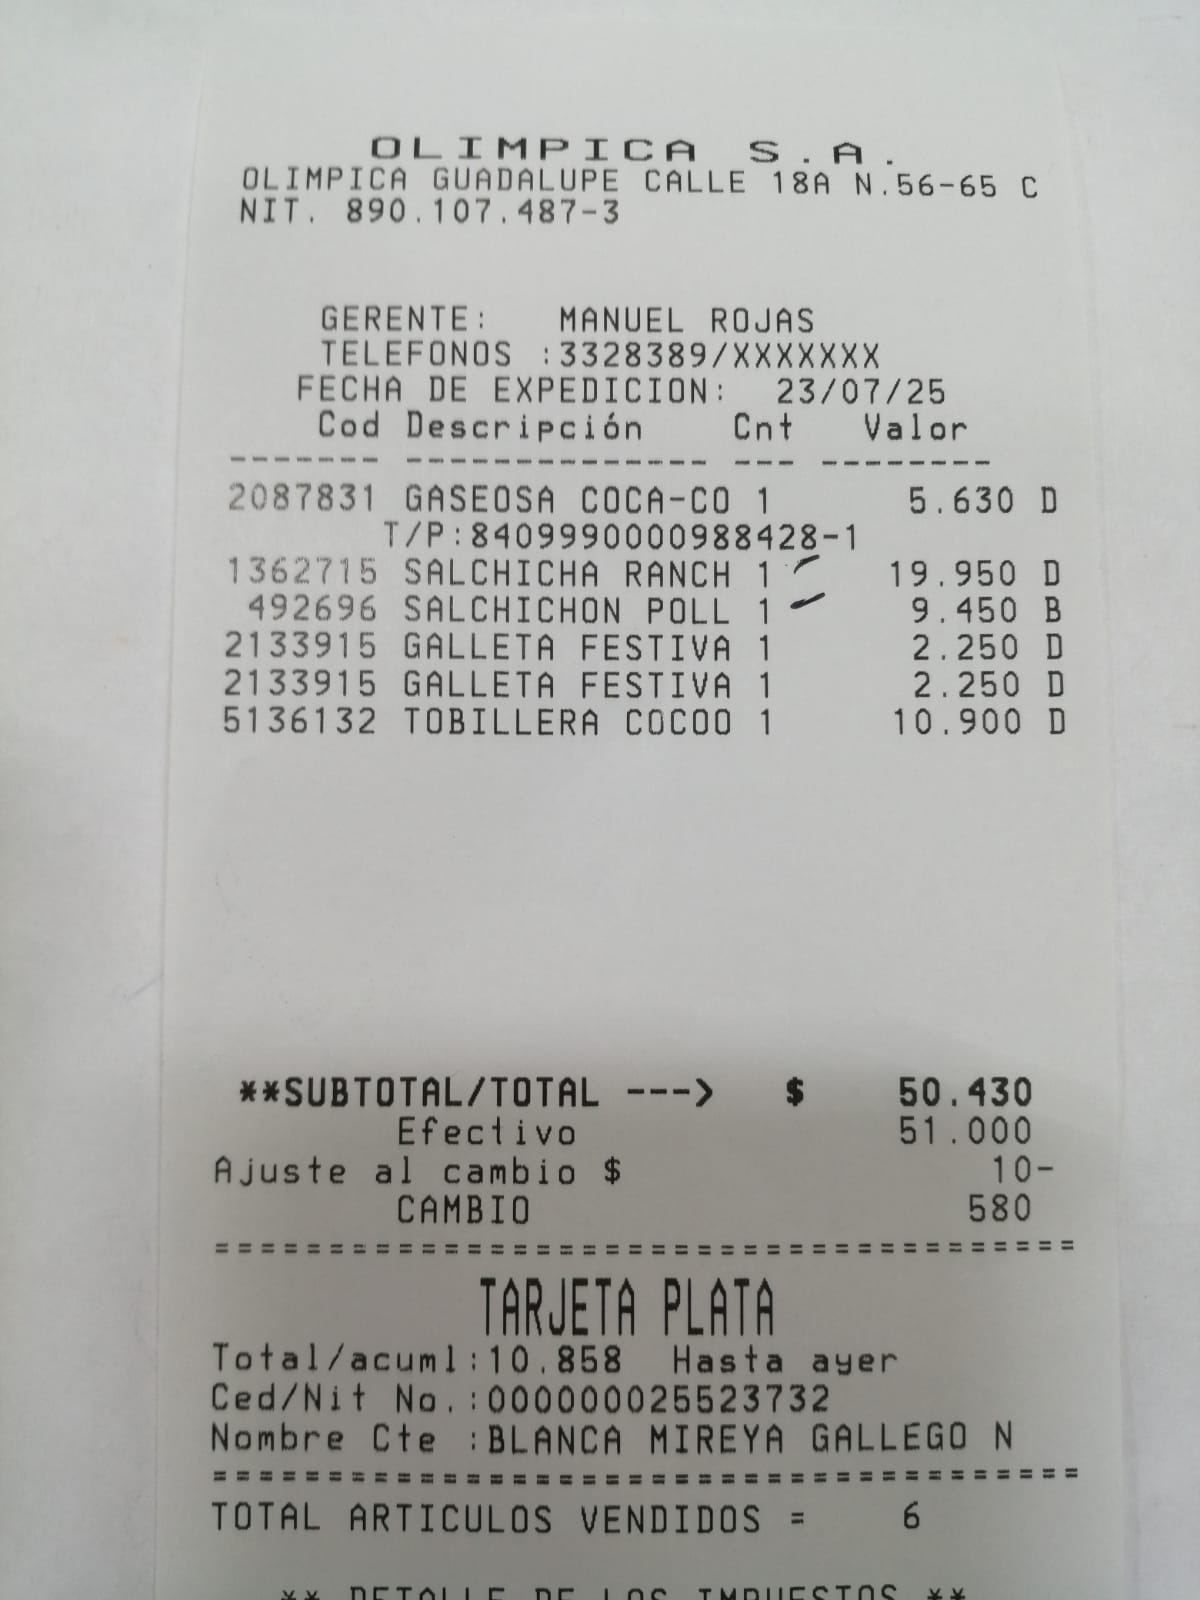 OLIMPICA S.A.
OLIMPICA GUADALUPE CALLE 18A N.56-65 C
NIT. 890.107.487-3
GERENTE: MANUEL ROJAS
TELEFONOS :3328389/XXXXXXX
FECHA DE EXPEDICION: 23/07/25
Cod Descripción Cnt Valor
------- -------------- --- --------
2087831 GASEOSA COCA-CO 1 5.630 D
T/P:8409990000988428-1
1362715 SALCHICHA RANCH 1 19.950 D
492696 SALCHICHON POLL 1 9.450 B
2133915 GALLETA FESTIVA 1 2.250 D
2133915 GALLETA FESTIVA 1 2.250 D
5136132 TOBILLERA COCOO 1 10.900 D
**SUBTOTAL/TOTAL ---> $ 50.430
Efectivo 51.000
Ajuste al cambio $ 10-
CAMBIO 580
======================================
TARJETA PLATA
Total/acuml:10.858 Hasta ayer
Ced/Nit No.:000000025523732
Nombre Cte :BLANCA MIREYA GALLEGO N
======================================
TOTAL ARTICULOS VENDIDOS = 6
** DETALLE DE LOS IMPUESTOS **